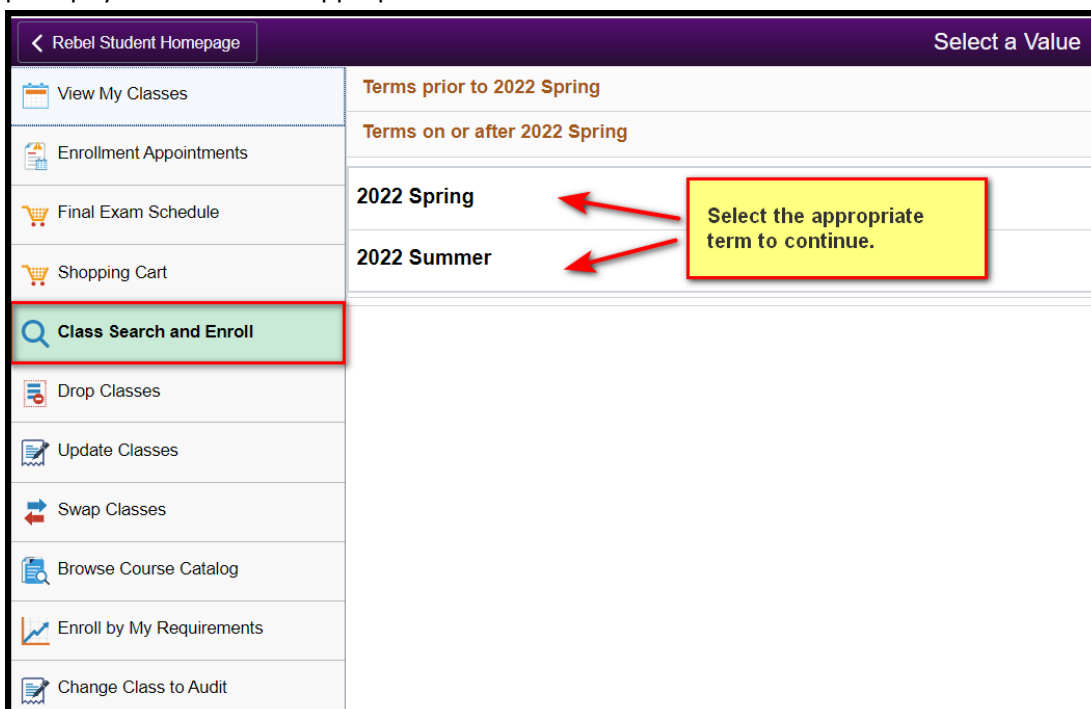 Rebel Student Homepage
Select a Value
View My Classes
Enrollment Appointments
Final Exam Schedule
Shopping Cart
Class Search and Enroll
Drop Classes
Update Classes
Swap Classes
Browse Course Catalog
Enroll by My Requirements
Change Class to Audit
Terms prior to 2022 Spring
Terms on or after 2022 Spring
2022 Spring
2022 Summer
Select the appropriate
term to continue.